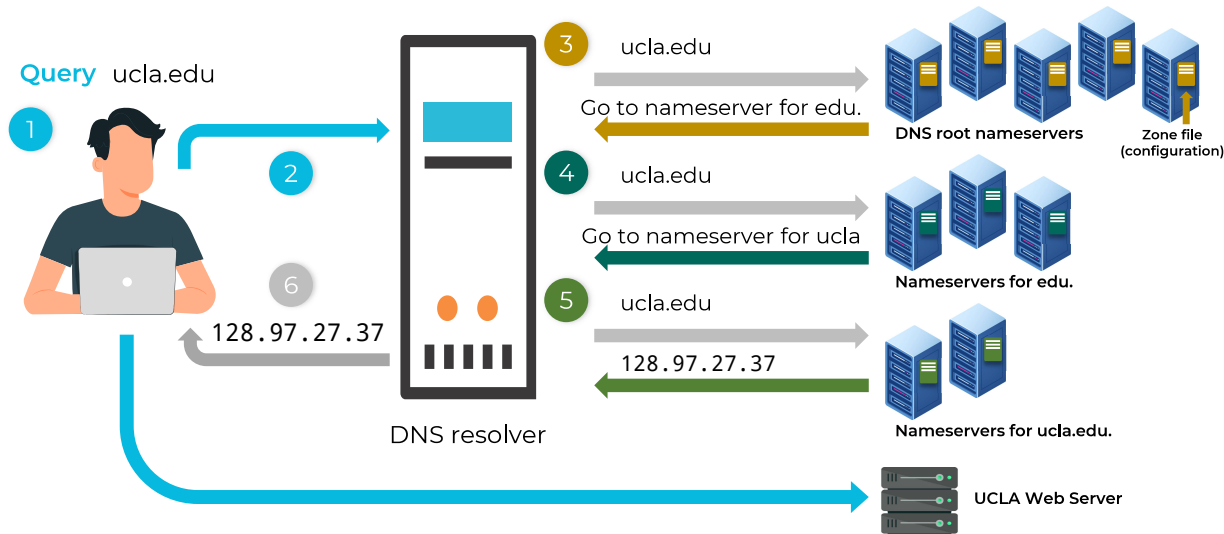 Query ucla.edu
1
2
3
ucla.edu
Go to nameserver for edu.
DNS root nameservers
Zone file
(configuration)
4
ucla.edu
Go to nameserver for ucla
Nameservers for edu.
5
ucla.edu
128.97.27.37
Nameservers for ucla.edu.
6
128.97.27.37
DNS resolver
UCLA Web Server